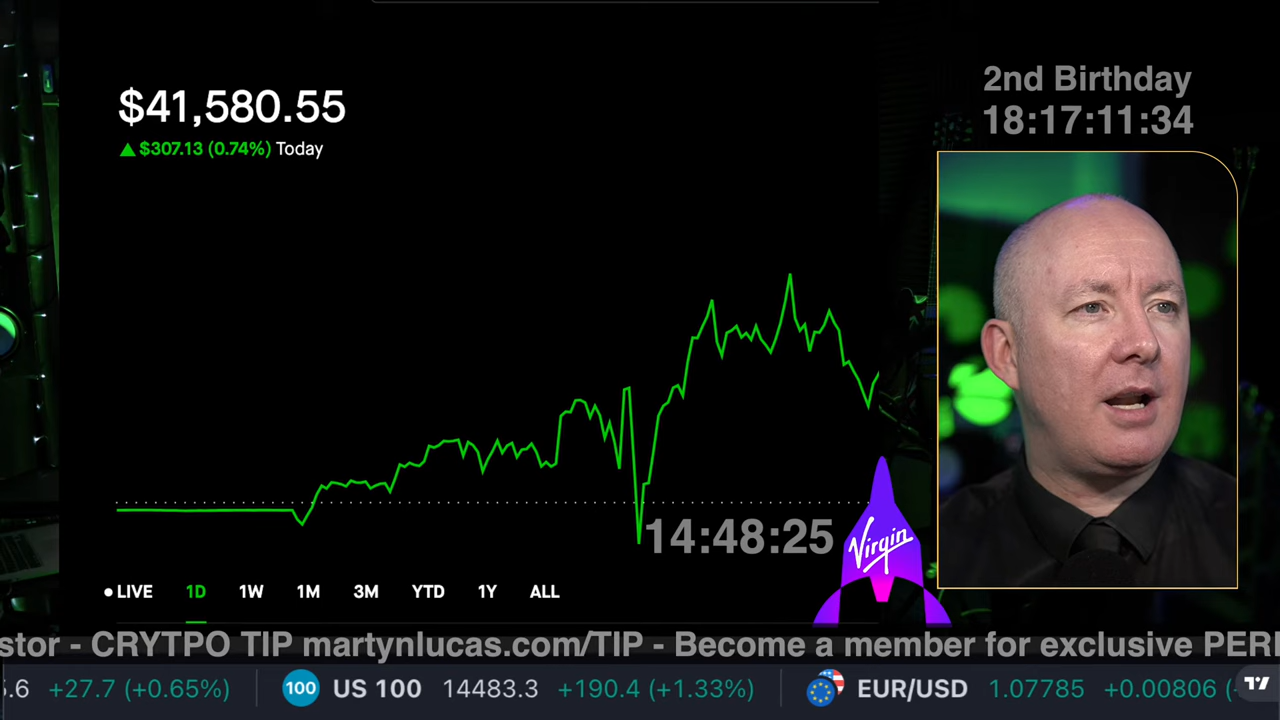 $41,580.55
▲ $307.13 (0.74%) Today
2nd Birthday
18:17:11:34
14:48:25
Virgin
LIVE 1D 1W 1M 3M YTD 1Y ALL
stor - CRYTPO TIP martynlucas.com/TIP - Become a member for exclusive PERI
.6 +27.7 (+0.65%) 100 US 100 14483.3 +190.4 (+1.33%) EUR/USD 1.07785 +0.00806 (